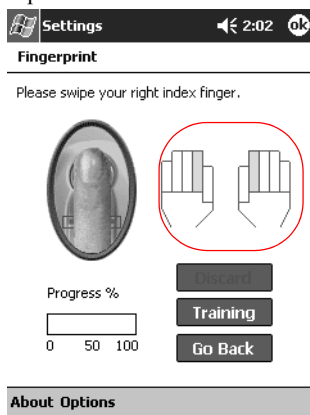 Settings 2:02 ok
Fingerprint
Please swipe your right index finger.
Discard
Progress %
Training
0 50 100
Go Back
About Options